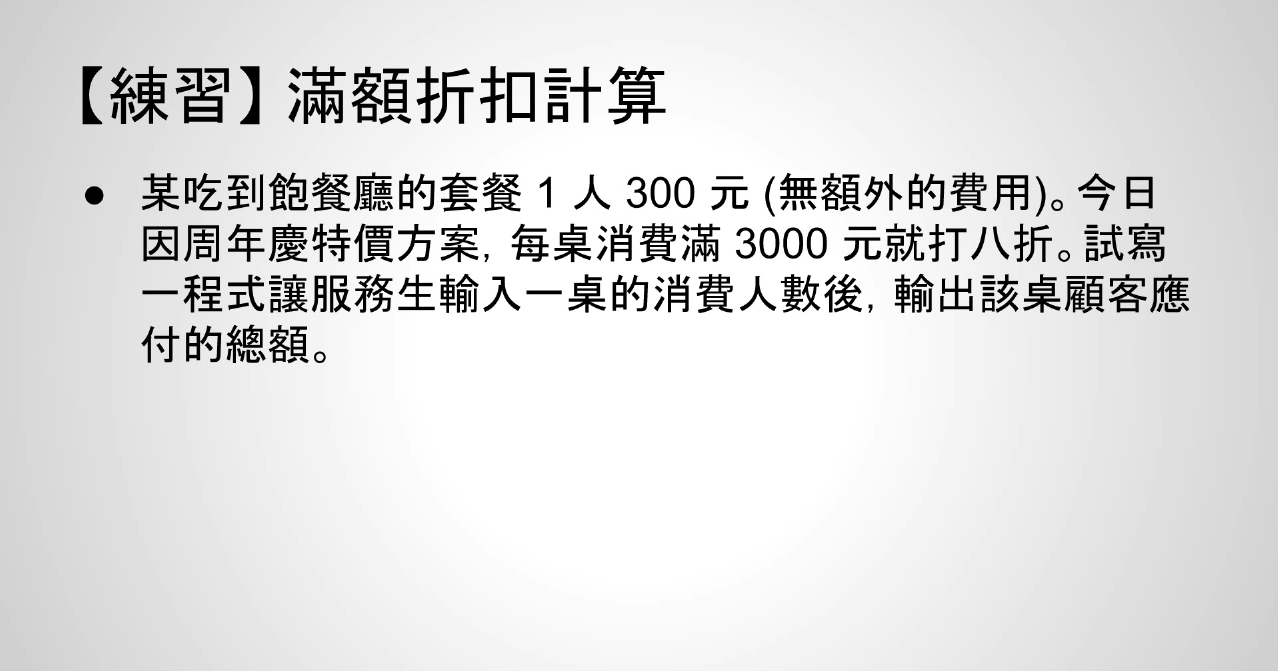 【練習】滿額折扣計算
● 某吃到飽餐廳的套餐 1 人 300 元 (無額外的費用)。今日
因周年慶特價方案，每桌消費滿 3000 元就打八折。試寫
一程式讓服務生輸入一桌的消費人數後，輸出該桌顧客應
付的總額。